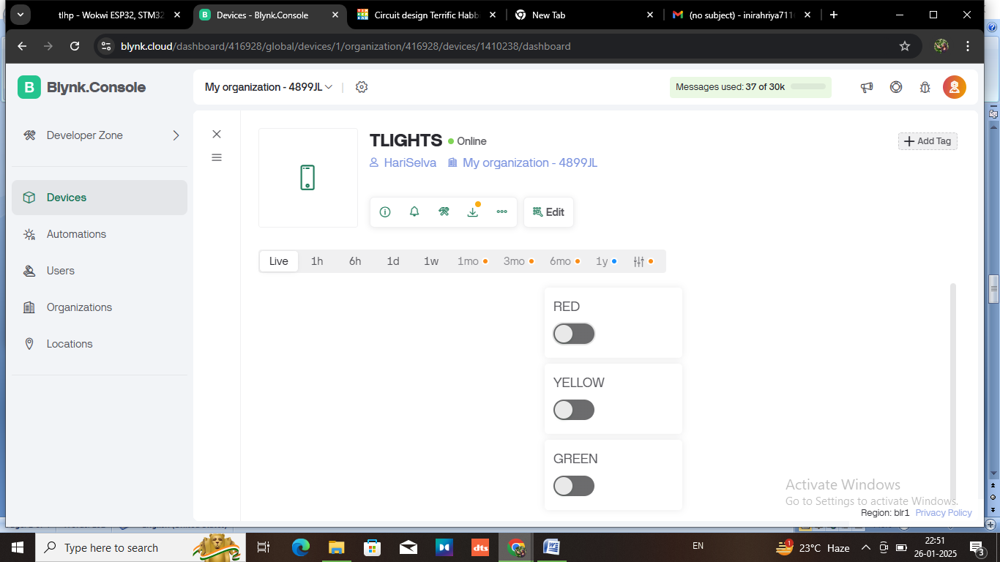 tlhp - Wokwi ESP32, STM32
Devices - Blynk.Console
Circuit design Terrific Habb
New Tab
(no subject) - inirahriya711
blynk.cloud/dashboard/416928/global/devices/1/organization/416928/devices/1410238/dashboard
B Blynk.Console
My organization - 4899JL
Messages used: 37 of 30k
Developer Zone
Devices
Automations
Users
Organizations
Locations
TLIGHTS Online
HariSelva My organization - 4899JL
Add Tag
Edit
Live 1h 6h 1d 1w 1mo 3mo 6mo 1y
RED
YELLOW
GREEN
Activate Windows
Go to Settings to activate Windows.
Region: blr1 Privacy Policy
Type here to search
dts
W
EN
1
23°C Haze
22:51
26-01-2025
3